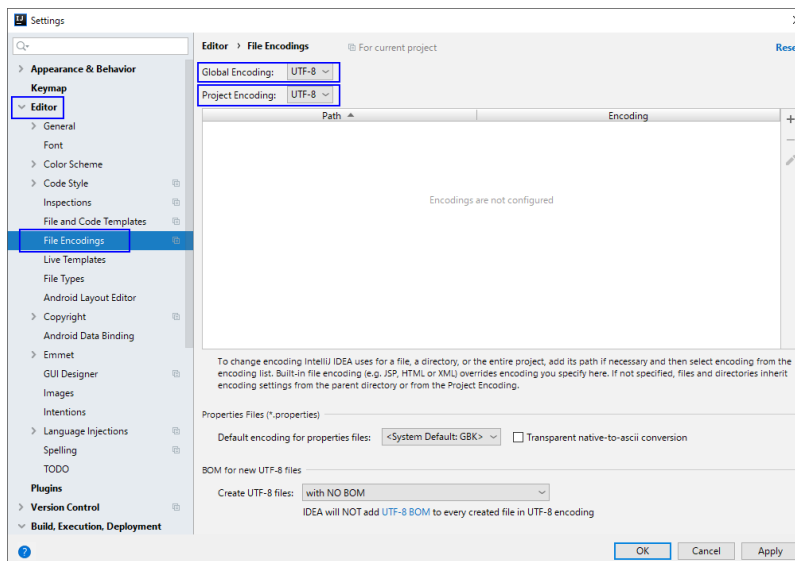 Settings
Editor › File Encodings
For current project
Rese
Appearance & Behavior
Keymap
Editor
General
Font
Color Scheme
Code Style
Inspections
File and Code Templates
File Encodings
Live Templates
File Types
Android Layout Editor
Copyright
Android Data Binding
Emmet
GUI Designer
Images
Intentions
Language Injections
Spelling
TODO
Plugins
Version Control
Build, Execution, Deployment
Global Encoding: UTF-8
Project Encoding: UTF-8
Path Encoding
Encodings are not configured
To change encoding IntelliJ IDEA uses for a file, a directory, or the entire project, add its path if necessary and then select encoding from the
encoding list. Built-in file encoding (e.g. JSP, HTML or XML) overrides encoding you specify here. If not specified, files and directories inherit
encoding settings from the parent directory or from the Project Encoding.
Properties Files (*.properties)
Default encoding for properties files: <System Default: GBK> Transparent native-to-ascii conversion
BOM for new UTF-8 files
Create UTF-8 files: with NO BOM
IDEA will NOT add UTF-8 BOM to every created file in UTF-8 encoding
? OK Cancel Apply